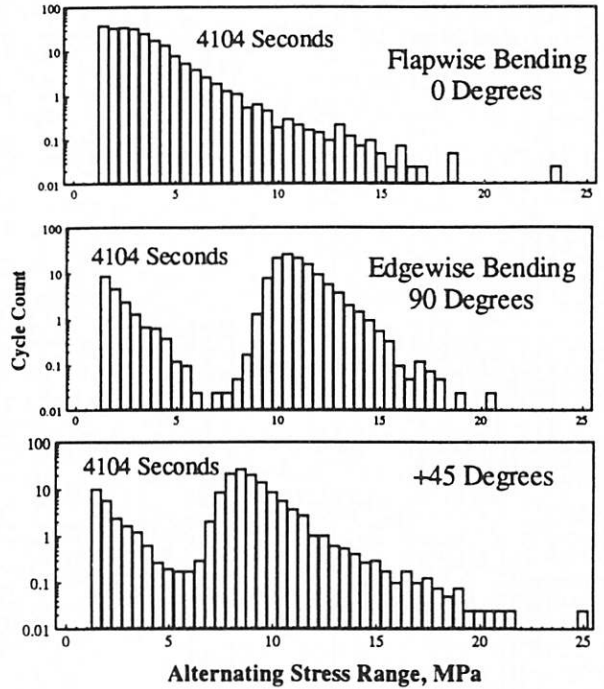 100
10
1
0.1
0.01
4104 Seconds
Flapwise Bending
0 Degrees
0 5 10 15 20 25
100
10
1
0.1
0.01
4104 Seconds
Edgewise Bending
90 Degrees
0 5 10 15 20 25
Cycle Count
100
10
1
0.1
0.01
4104 Seconds
+45 Degrees
0 5 10 15 20 25
Alternating Stress Range, MPa